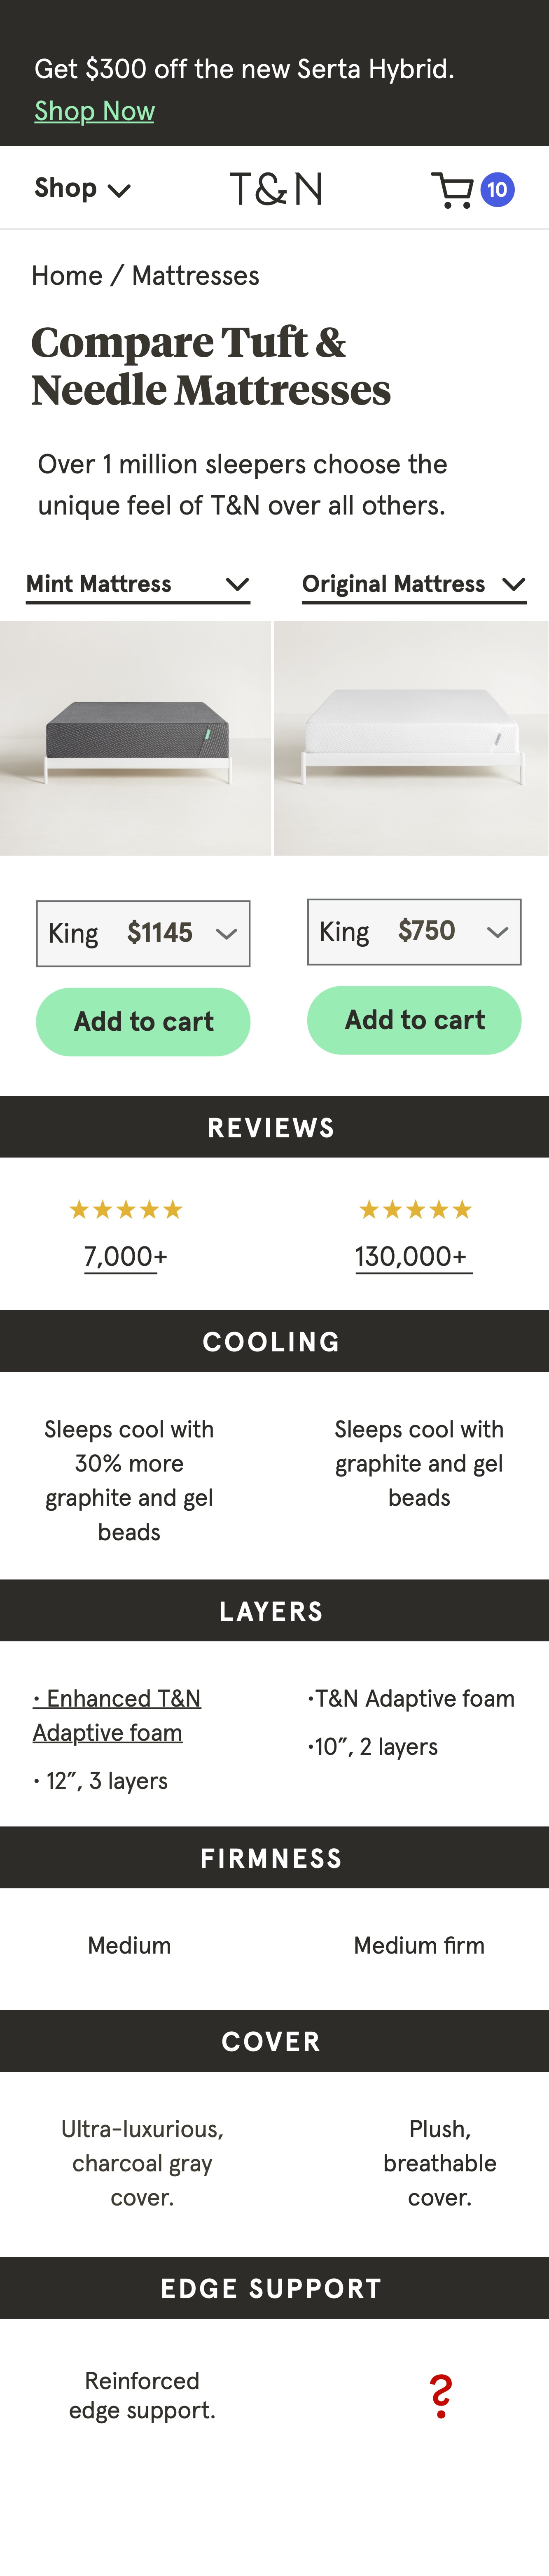 Get $300 off the new Serta Hybrid.
Shop Now
Shop
T&N
10
Home / Mattresses
Compare Tuft &
Needle Mattresses
Over 1 million sleepers choose the
unique feel of T&N over all others.
Mint Mattress
Original Mattress
King $1145
King $750
Add to cart
Add to cart
REVIEWS
★★★★★
★★★★★
7,000+
130,000+
COOLING
Sleeps cool with
30% more
graphite and gel
beads
Sleeps cool with
graphite and gel
beads
LAYERS
• Enhanced T&N
Adaptive foam
• 12”, 3 layers
•T&N Adaptive foam
•10”, 2 layers
FIRMNESS
Medium
Medium firm
COVER
Ultra-luxurious,
charcoal gray
cover.
Plush,
breathable
cover.
EDGE SUPPORT
Reinforced
edge support.
?